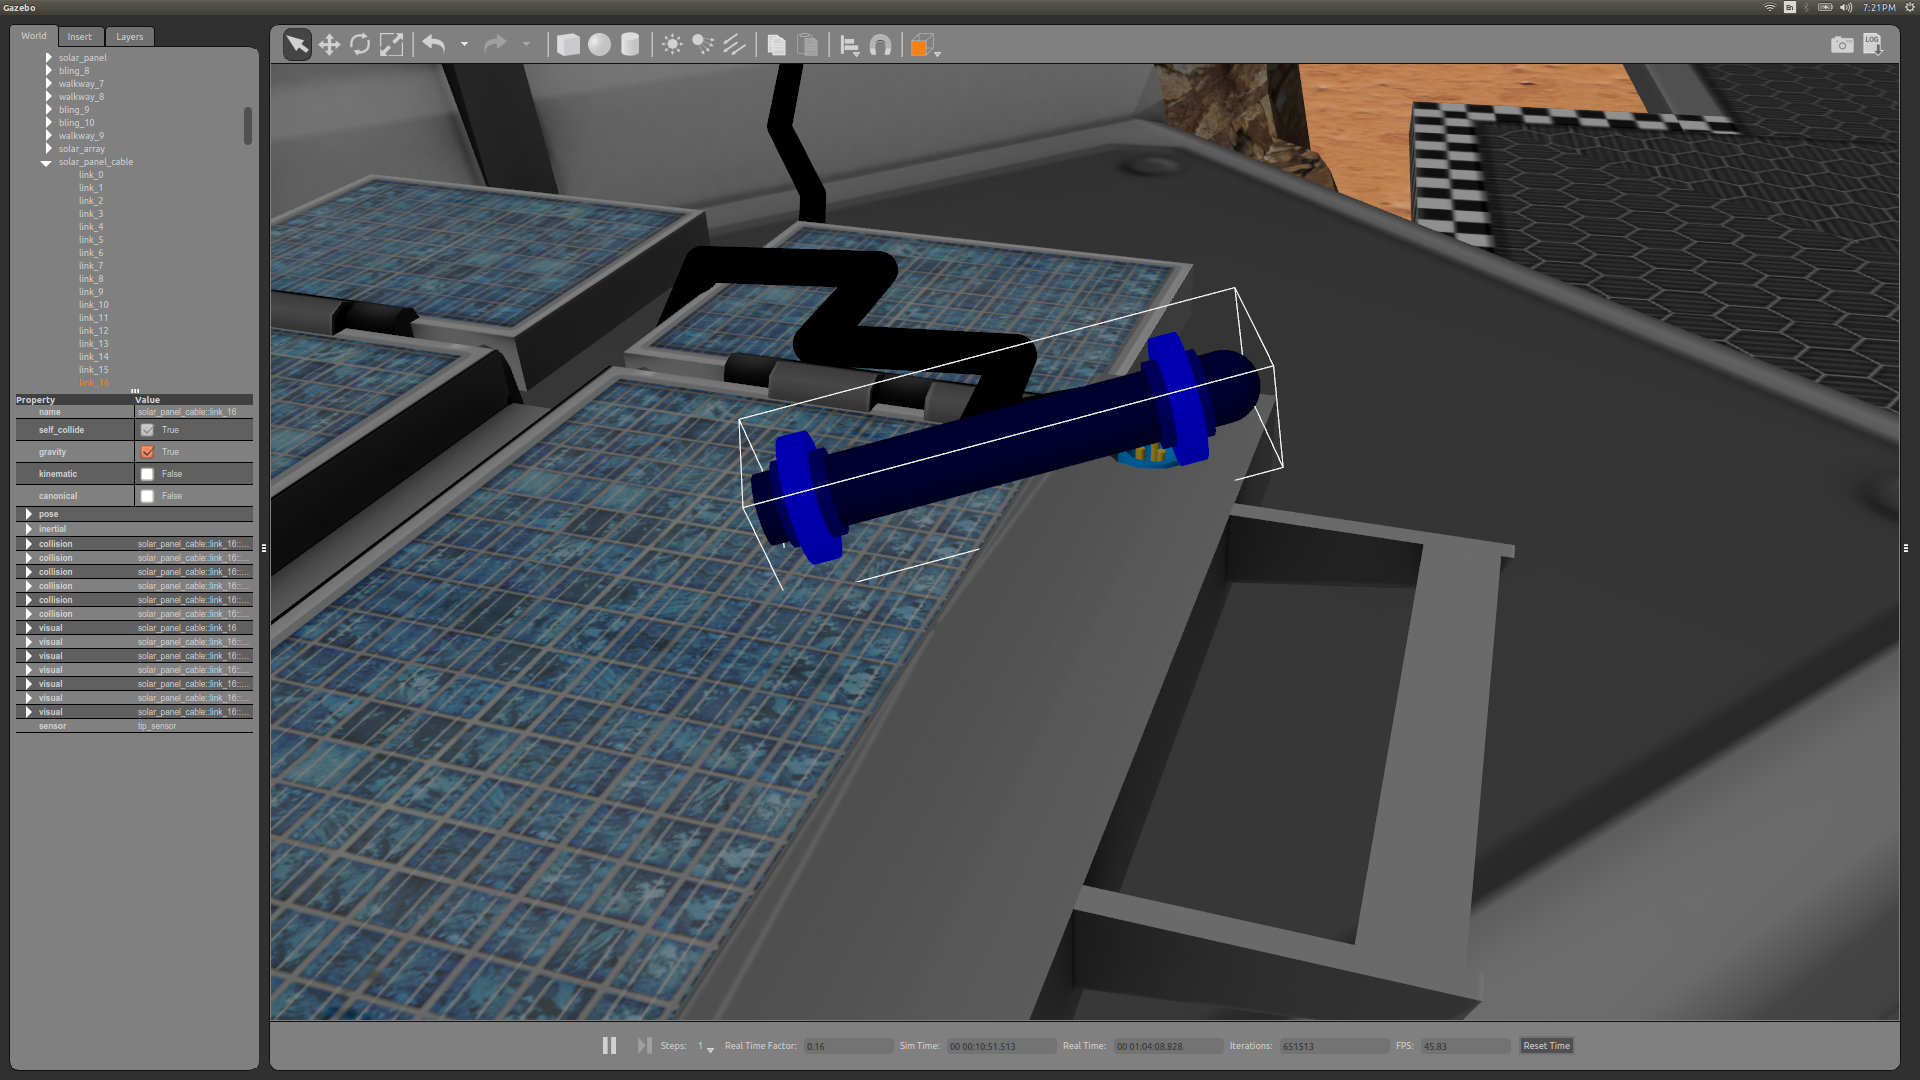 Gazebo
En
7:21PM
World Insert Layers
LOG
solar_panel
bling_8
walkway_7
walkway_8
bling_9
bling_10
walkway_9
solar_array
solar_panel_cable
link_0
link_1
link_2
link_3
link_4
link_5
link_6
link_7
link_8
link_9
link_10
link_11
link_12
link_13
link_14
link_15
link_16
Property Value
name solar_panel_cable::link_16
self_collide True
gravity True
kinematic False
canonical False
pose
inertial
collision solar_panel_cable::link_16::...
collision solar_panel_cable::link_16::...
collision solar_panel_cable::link_16::...
collision solar_panel_cable::link_16::...
collision solar_panel_cable::link_16::...
collision solar_panel_cable::link_16::...
visual solar_panel_cable::link_16
visual solar_panel_cable::link_16::...
visual solar_panel_cable::link_16::...
visual solar_panel_cable::link_16::...
visual solar_panel_cable::link_16::...
visual solar_panel_cable::link_16::...
visual solar_panel_cable::link_16::...
sensor tip_sensor
Steps: 1 Real Time Factor: 0.16 Sim Time: 00 00:10:51.513 Real Time: 00 01:04:08.828 Iterations: 651513 FPS: 45.83 Reset Time